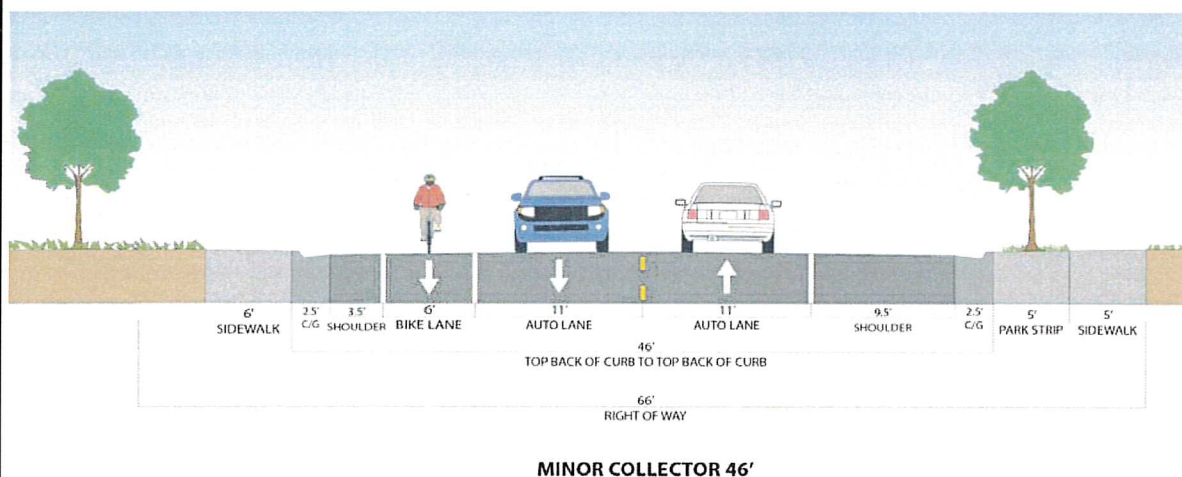 6'
SIDEWALK
2.5'
C/G
3.5'
SHOULDER
6'
BIKE LANE
11'
AUTO LANE
11'
AUTO LANE
9.5'
SHOULDER
2.5'
C/G
5'
PARK STRIP
5'
SIDEWALK
46'
TOP BACK OF CURB TO TOP BACK OF CURB
66'
RIGHT OF WAY
MINOR COLLECTOR 46'